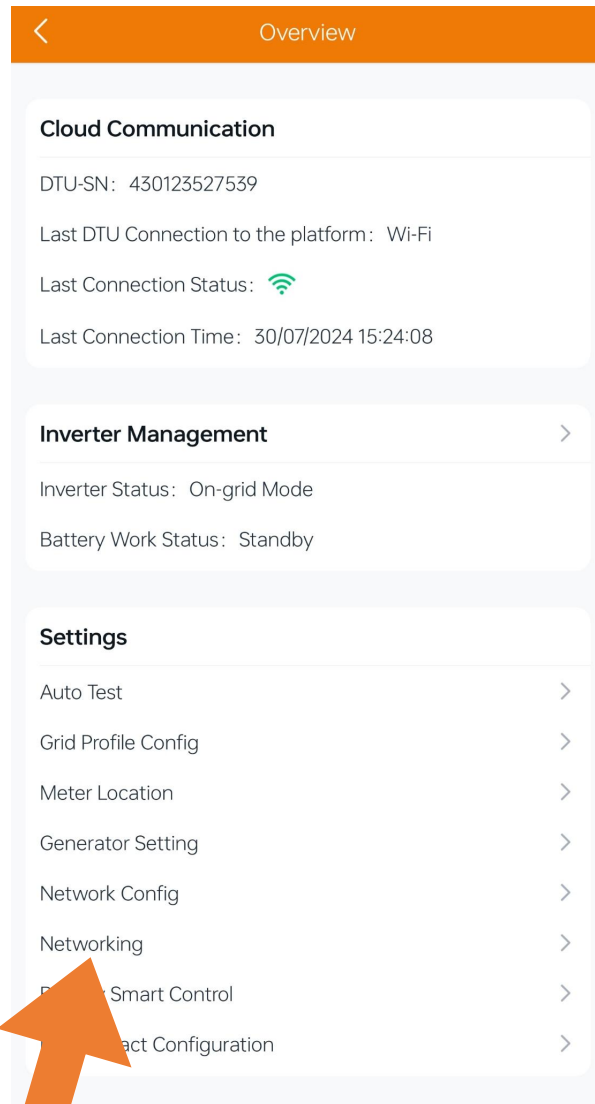 Overview
Cloud Communication
DTU-SN: 430123527539
Last DTU Connection to the platform: Wi-Fi
Last Connection Status:
Last Connection Time: 30/07/2024 15:24:08
Inverter Management
Inverter Status: On-grid Mode
Battery Work Status: Standby
Settings
Auto Test
Grid Profile Config
Meter Location
Generator Setting
Network Config
Networking
Smart Control
Configuration